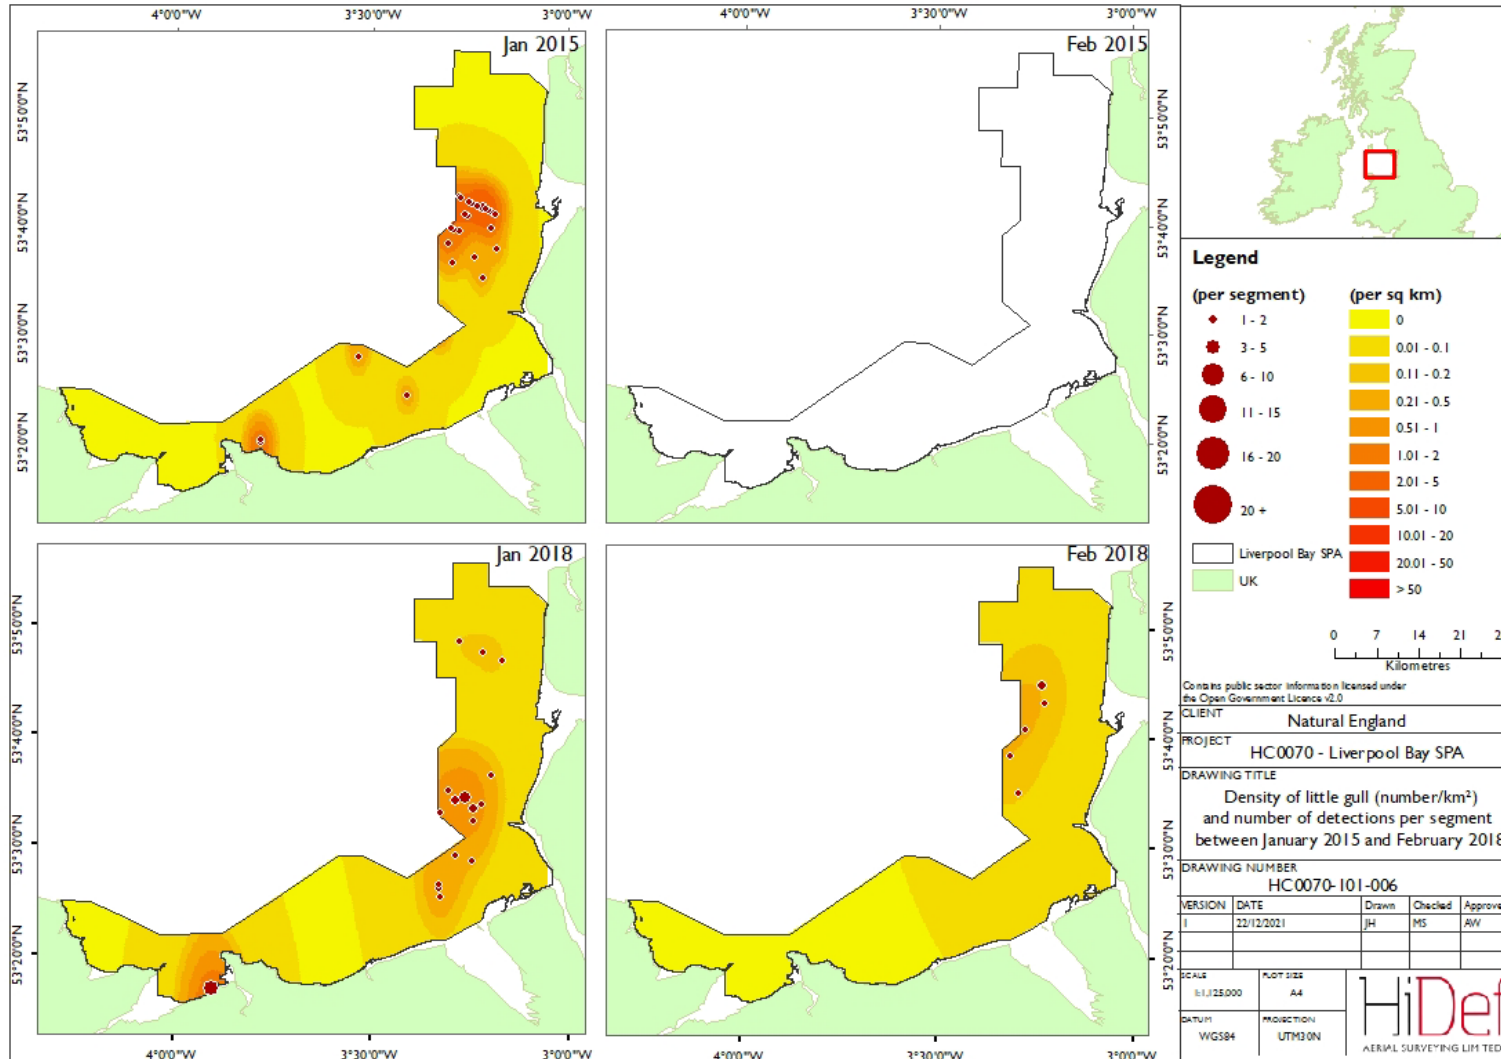 4°0'0"W 3°30'0"W 3°0'0"W 4°0'0"W 3°30'0"W 3°0'0"W
Jan 2015
Feb 2015
53°50'0"N
53°40'0"N
53°30'0"N
53°20'0"N
53°50'0"N
53°40'0"N
53°30'0"N
53°20'0"N
Jan 2018
Feb 2018
53°50'0"N
53°40'0"N
53°30'0"N
53°20'0"N
53°50'0"N
53°40'0"N
53°30'0"N
53°20'0"N
4°0'0"W 3°30'0"W 3°0'0"W 4°0'0"W 3°30'0"W 3°0'0"W
Legend
(per segment) (per sq km)
1 - 2
3 - 5
6 - 10
11 - 15
16 - 20
20 +
0
0.01 - 0.1
0.11 - 0.2
0.21 - 0.5
0.51 - 1
1.01 - 2
2.01 - 5
5.01 - 10
10.01 - 20
20.01 - 50
> 50
Liverpool Bay SPA
UK
0 7 14 21
Kilometres
Contains public sector information licensed under
the Open Government Licence v2.0
CLIENT
Natural England
PROJECT
HC0070 - Liverpool Bay SPA
DRAWING TITLE
Density of little gull (number/km²)
and number of detections per segment
between January 2015 and February 2018
DRAWING NUMBER
HC0070-101-006
VERSION DATE Drawn Checked Approve
1 22/12/2021 JH MS AW
SCALE PLOT SIZE
1:1,125,000 A4
DATUM PROJECTION
WGS84 UTM30N
HiDef
AERIAL SURVEYING LIMITED